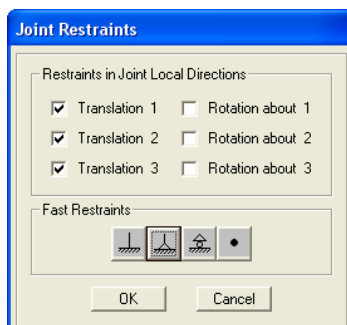 Joint Restraints
Restraints in Joint Local Directions
Translation 1 Rotation about 1
Translation 2 Rotation about 2
Translation 3 Rotation about 3
Fast Restraints
OK Cancel